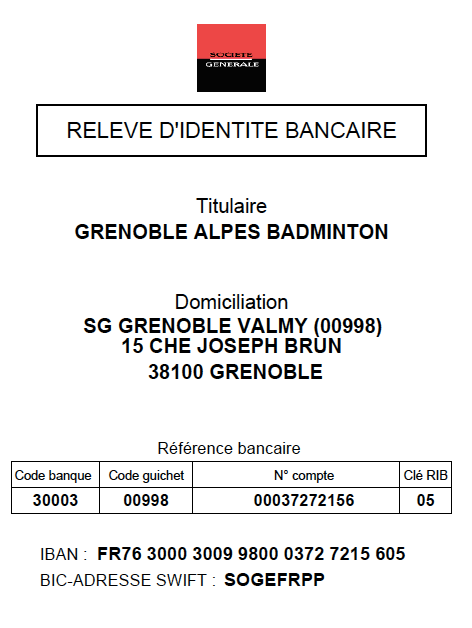 SOCIETE
GENERALE
RELEVE D'IDENTITE BANCAIRE
Titulaire
GRENOBLE ALPES BADMINTON
Domiciliation
SG GRENOBLE VALMY (00998)
15 CHE JOSEPH BRUN
38100 GRENOBLE
Référence bancaire
Code banque Code guichet N° compte Clé RIB
30003 00998 00037272156 05
IBAN : FR76 3000 3009 9800 0372 7215 605
BIC-ADRESSE SWIFT : SOGEFRPP